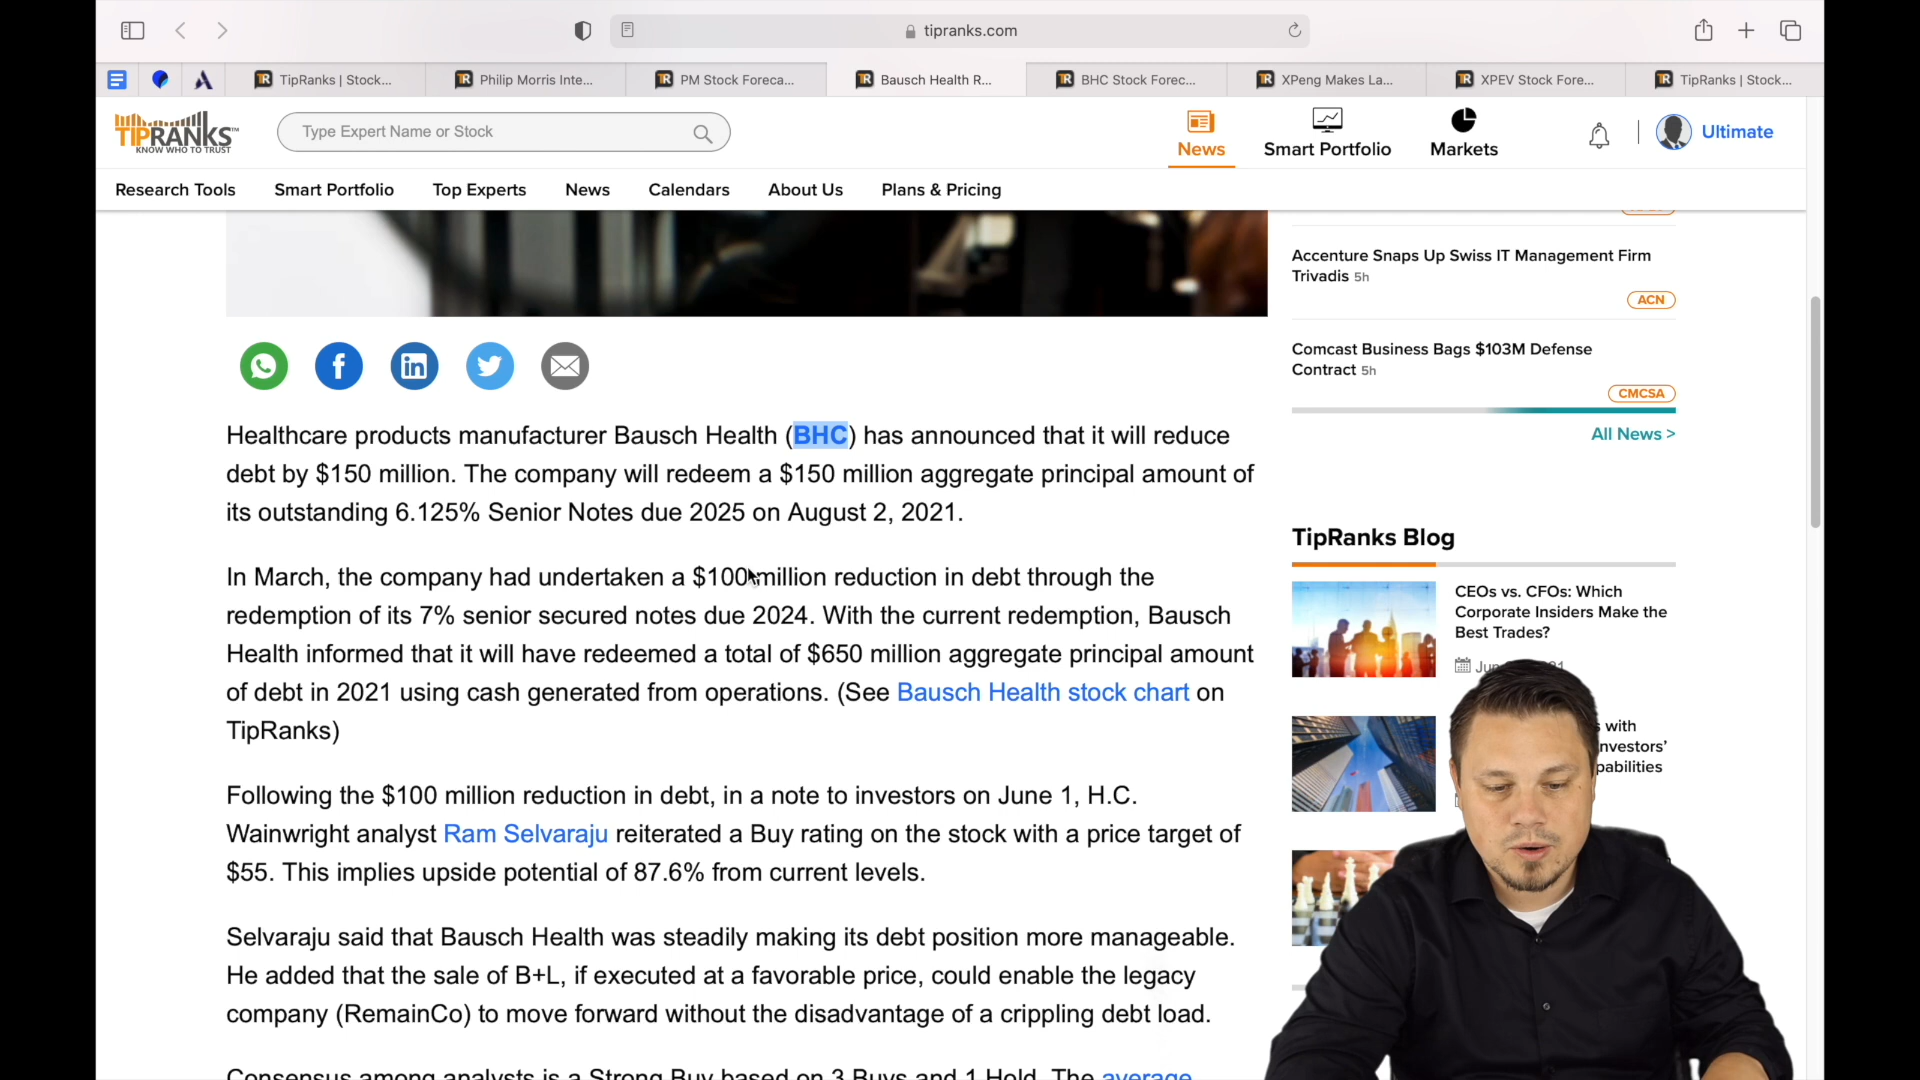 tipranks.com
TipRanks | Stock...
Philip Morris Inte...
PM Stock Foreca...
Bausch Health R...
BHC Stock Forec...
XPeng Makes La...
XPEV Stock Fore...
TipRanks | Stock...
TIPRANKS
KNOW WHO TO TRUST
Type Expert Name or Stock
News
Smart Portfolio
Markets
Ultimate
Research Tools
Smart Portfolio
Top Experts
News
Calendars
About Us
Plans & Pricing
Healthcare products manufacturer Bausch Health (BHC) has announced that it will reduce
debt by $150 million. The company will redeem a $150 million aggregate principal amount of
its outstanding 6.125% Senior Notes due 2025 on August 2, 2021.
In March, the company had undertaken a $100 million reduction in debt through the
redemption of its 7% senior secured notes due 2024. With the current redemption, Bausch
Health informed that it will have redeemed a total of $650 million aggregate principal amount
of debt in 2021 using cash generated from operations. (See Bausch Health stock chart on
TipRanks)
Following the $100 million reduction in debt, in a note to investors on June 1, H.C.
Wainwright analyst Ram Selvaraju reiterated a Buy rating on the stock with a price target of
$55. This implies upside potential of 87.6% from current levels.
Selvaraju said that Bausch Health was steadily making its debt position more manageable.
He added that the sale of B+L, if executed at a favorable price, could enable the legacy
company (RemainCo) to move forward without the disadvantage of a crippling debt load.
Consensus among analysts is a Strong Buy based on 3 Buys and 1 Hold. The average
Accenture Snaps Up Swiss IT Management Firm
Trivadis 5h
ACN
Comcast Business Bags $103M Defense
Contract 5h
CMCSA
All News >
TipRanks Blog
CEOs vs. CFOs: Which
Corporate Insiders Make the
Best Trades?
with
nvestors'
pabilities